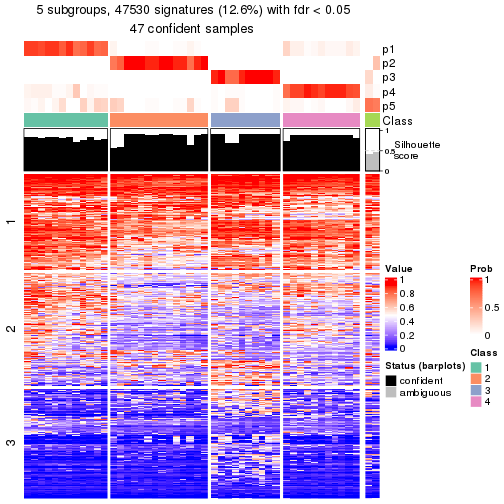 5 subgroups, 47530 signatures (12.6%) with fdr < 0.05
47 confident samples
p1
p2
p3
p4
p5
Class
1
0.5
0
Silhouette
score
1
2
3
Value
1
0.8
0.6
0.4
0.2
0
Status (barplots)
confident
ambiguous
Prob
1
0.5
0
Class
1
2
3
4